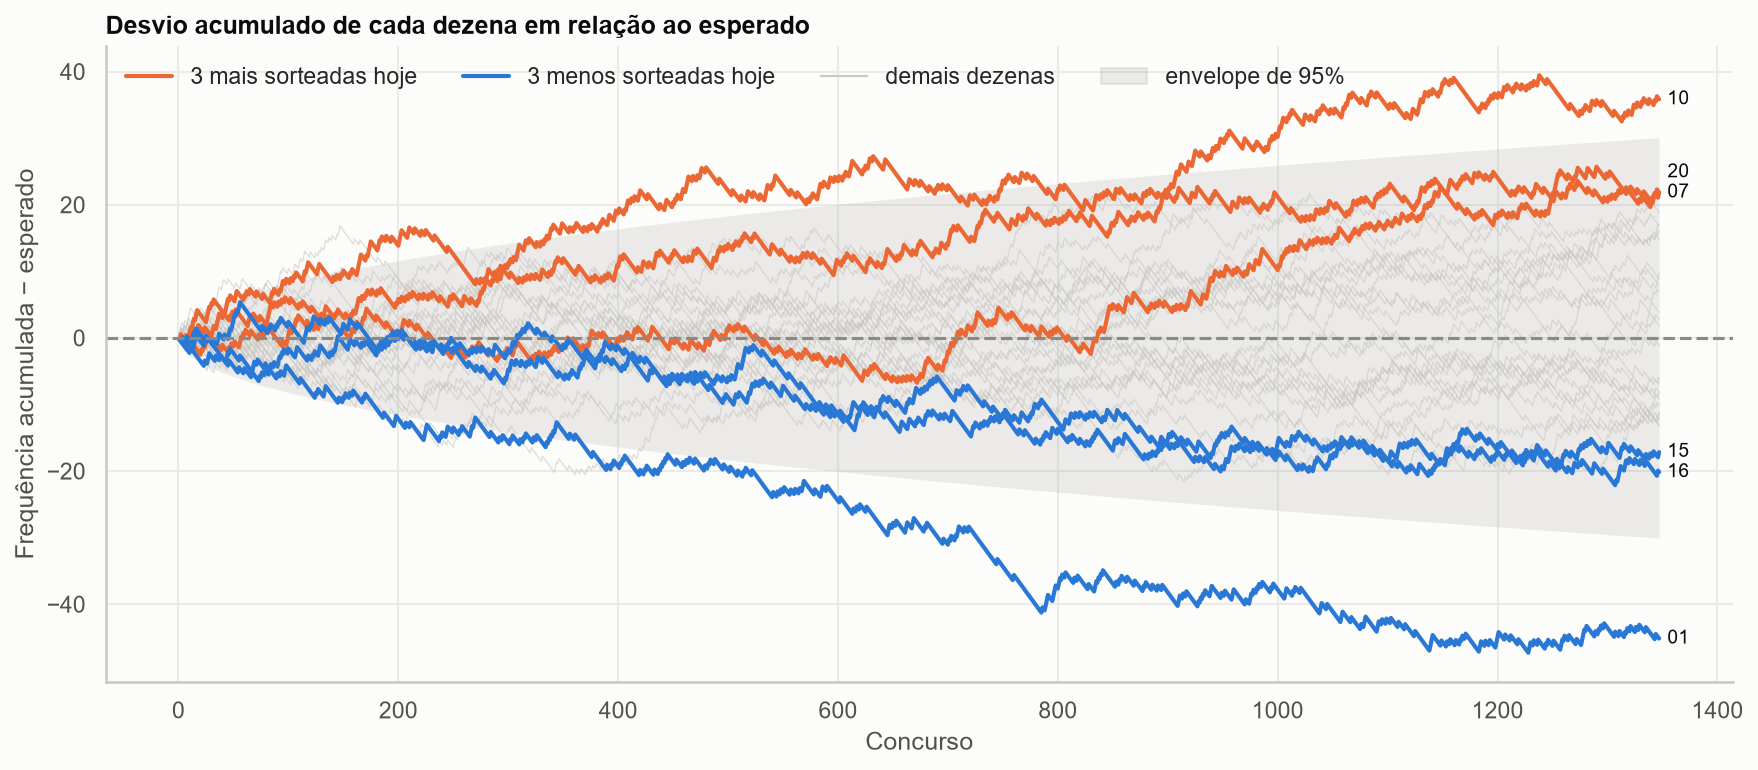 Desvio acumulado de cada dezena em relação ao esperado
3 mais sorteadas hoje 3 menos sorteadas hoje demais dezenas envelope de 95%
Frequência acumulada − esperado
40
20
0
−20
−40
10
20
07
15
16
01
0 200 400 600 800 1000 1200 1400
Concurso